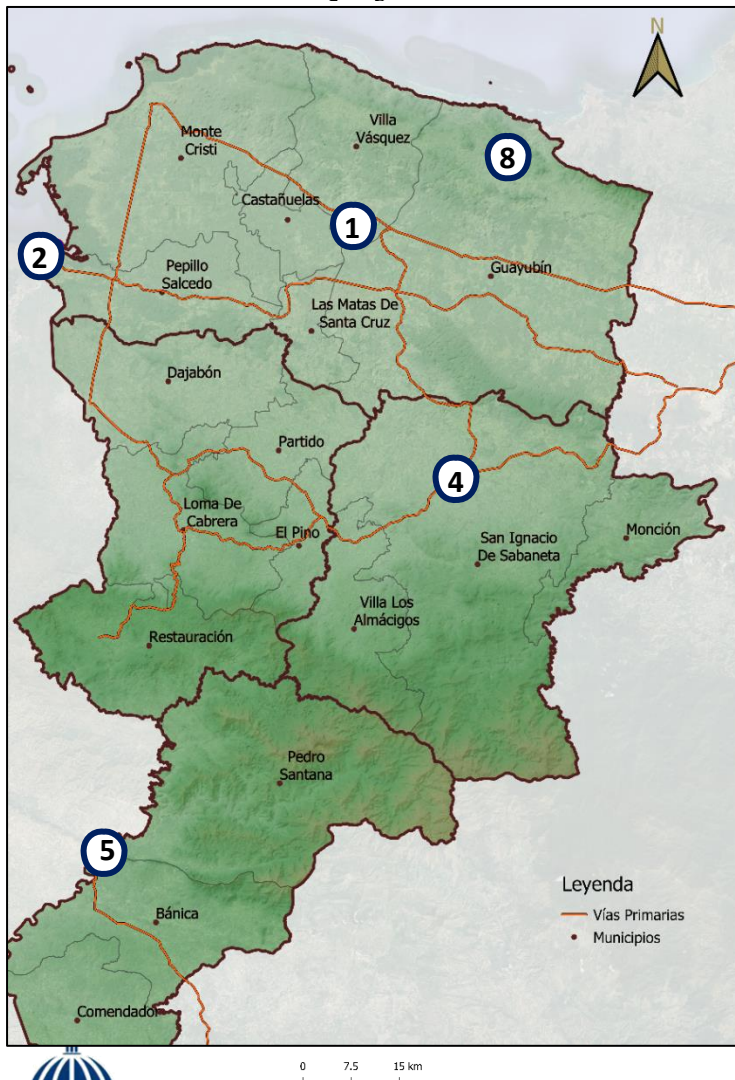 N
Monte
Cristi
Villa
Vásquez
8
Castañuelas
1
2
Pepillo
Salcedo
Guayubín
Las Matas De
Santa Cruz
Dajabón
Partido
4
Loma De
Cabrera
El Pino
San Ignacio
De Sabaneta
Monción
Villa Los
Almácigos
Restauración
Pedro
Santana
5
Bánica
Comendador
Leyenda
Vías Primarias
Municipios
0 7.5 15 km